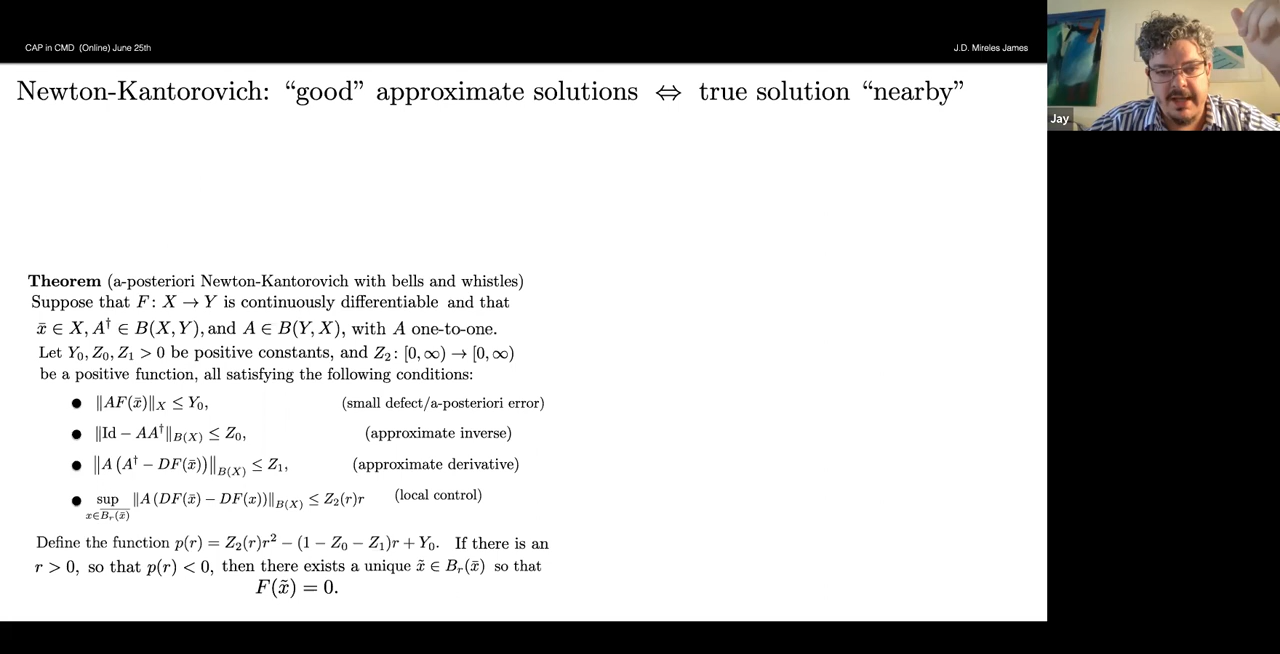 CAP in CMD (Online) June 25th
J.D. Mireles James
Newton-Kantorovich: “good” approximate solutions ⇔ true solution “nearby”
Jay
Theorem (a-posteriori Newton-Kantorovich with bells and whistles)
Suppose that F: X → Y is continuously differentiable and that
x̄ ∈ X, A† ∈ B(X, Y), and A ∈ B(Y, X), with A one-to-one.
Let Y₀, Z₀, Z₁ > 0 be positive constants, and Z₂: [0, ∞) → [0, ∞)
be a positive function, all satisfying the following conditions:
● ‖AF(x̄)‖_X ≤ Y₀, (small defect/a-posteriori error)
● ‖Id − AA†‖_{B(X)} ≤ Z₀, (approximate inverse)
● ‖A (A† − DF(x̄))‖_{B(X)} ≤ Z₁, (approximate derivative)
● sup_{x∈\overline{B_r(x̄)}} ‖A (DF(x̄) − DF(x))‖_{B(X)} ≤ Z₂(r)r (local control)
Define the function p(r) = Z₂(r)r² − (1 − Z₀ − Z₁)r + Y₀. If there is an
r > 0, so that p(r) < 0, then there exists a unique x̃ ∈ B_r(x̄) so that
F(x̃) = 0.